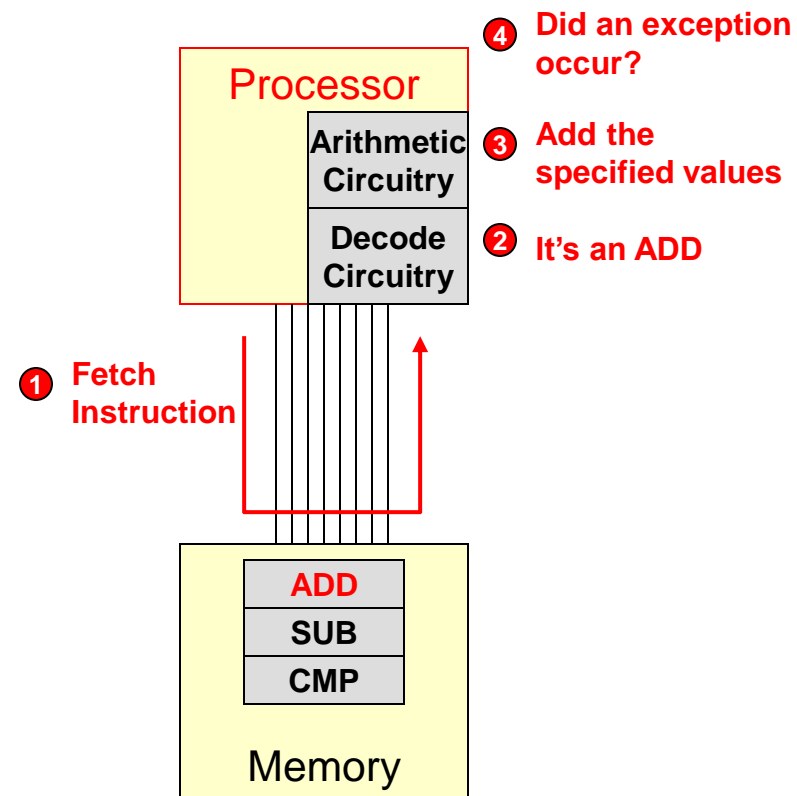 4 Did an exception
occur?
Processor
Arithmetic
Circuitry
3 Add the
specified values
Decode
Circuitry
2 It’s an ADD
1 Fetch
Instruction
ADD
SUB
CMP
Memory